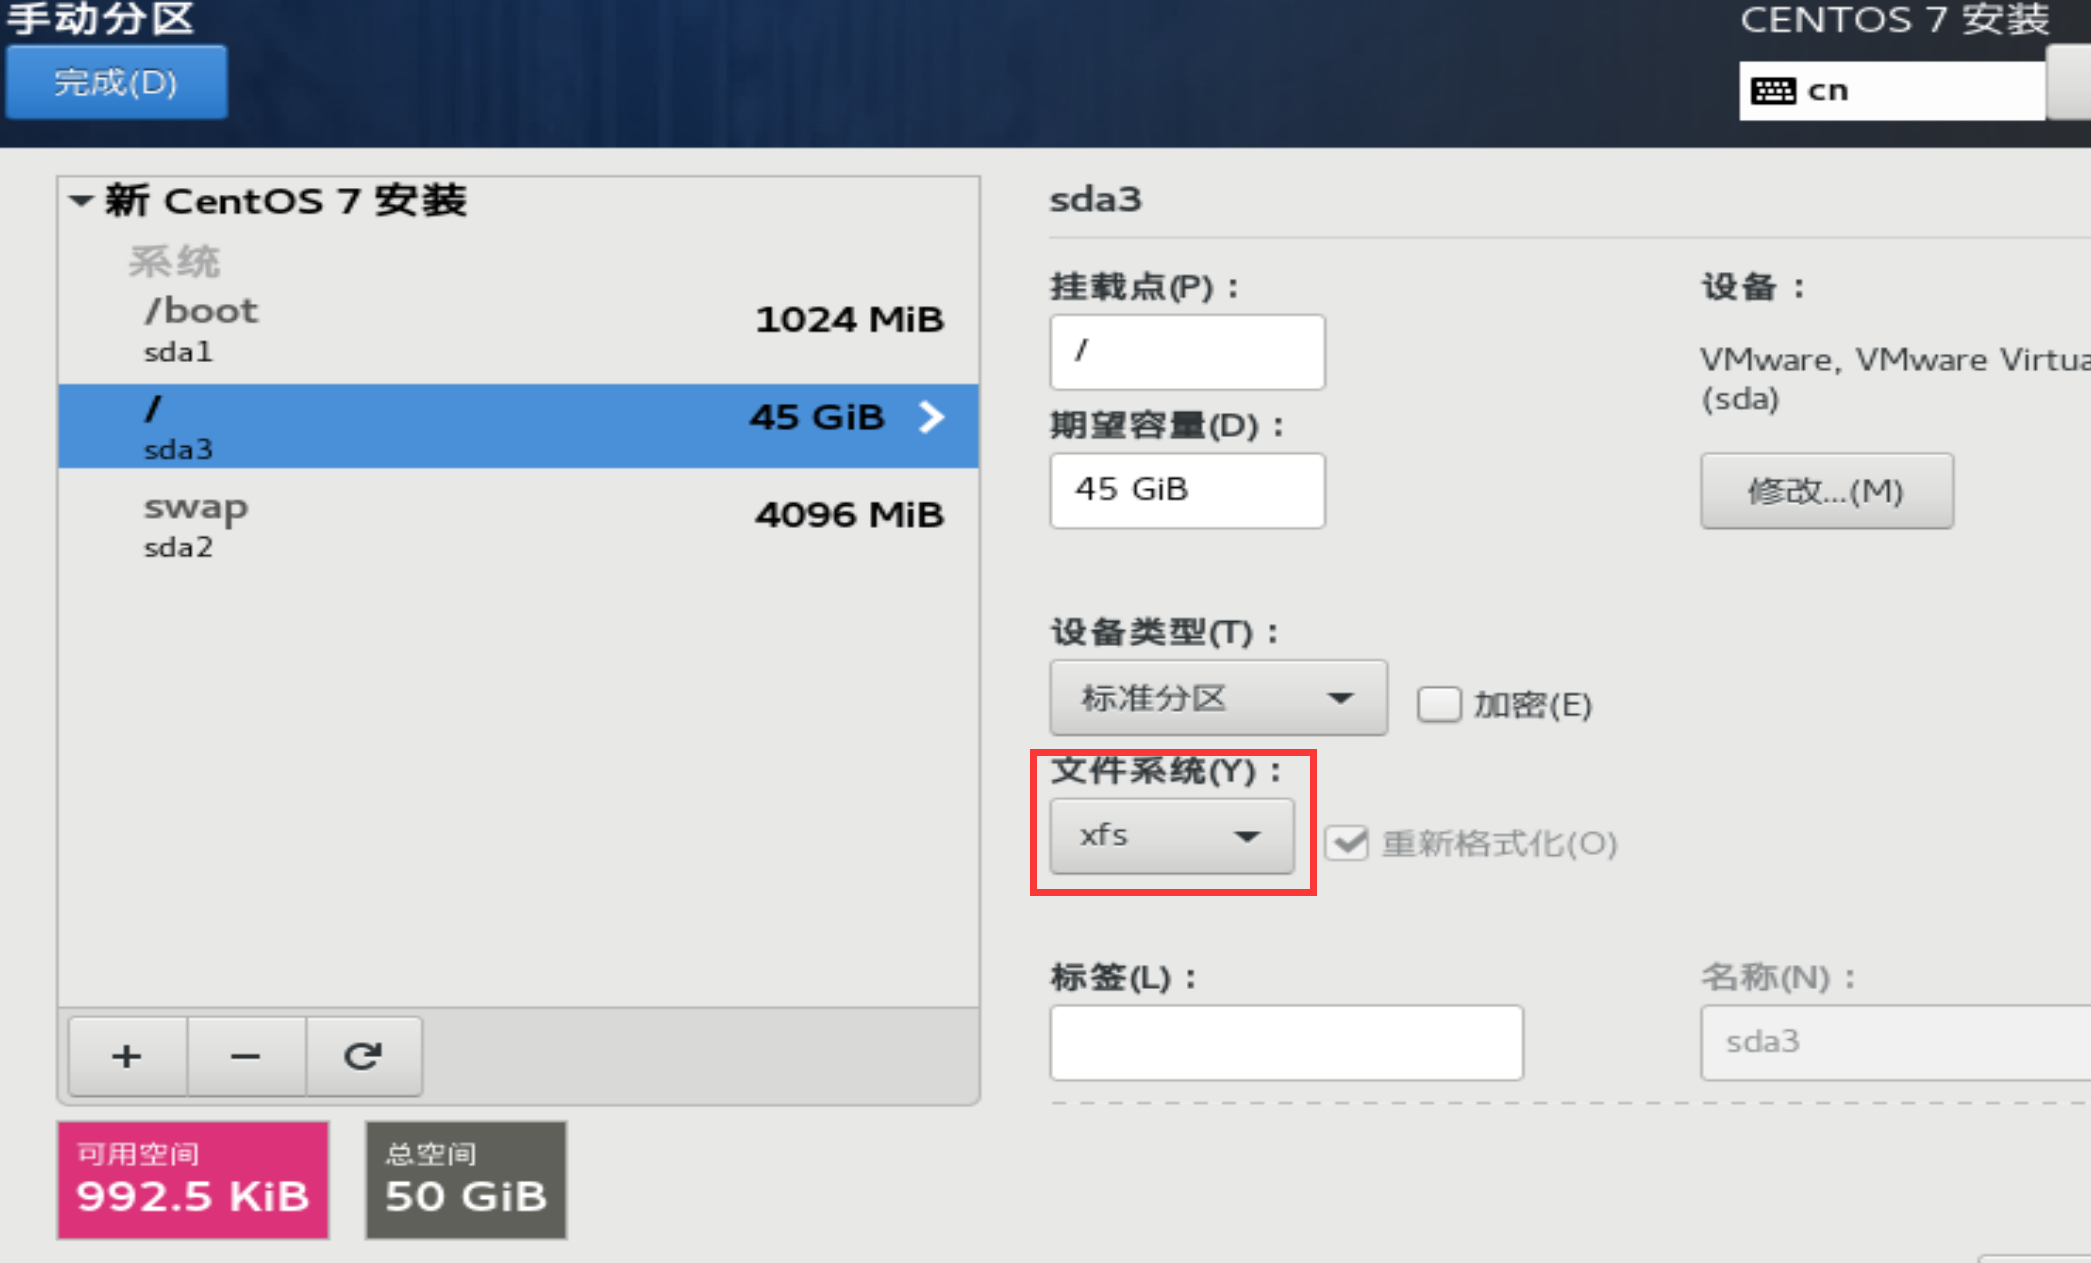 手动分区
CENTOS 7 安装
完成(D)
cn
新 CentOS 7 安装
系统
/boot
1024 MiB
sda1
/
45 GiB
sda3
swap
4096 MiB
sda2
sda3
挂载点(P)：
/
期望容量(D)：
45 GiB
设备：
VMware, VMware Virtua
(sda)
修改...(M)
设备类型(T)：
标准分区
加密(E)
文件系统(Y)：
xfs
重新格式化(O)
标签(L)：
名称(N)：
sda3
可用空间
992.5 KiB
总空间
50 GiB